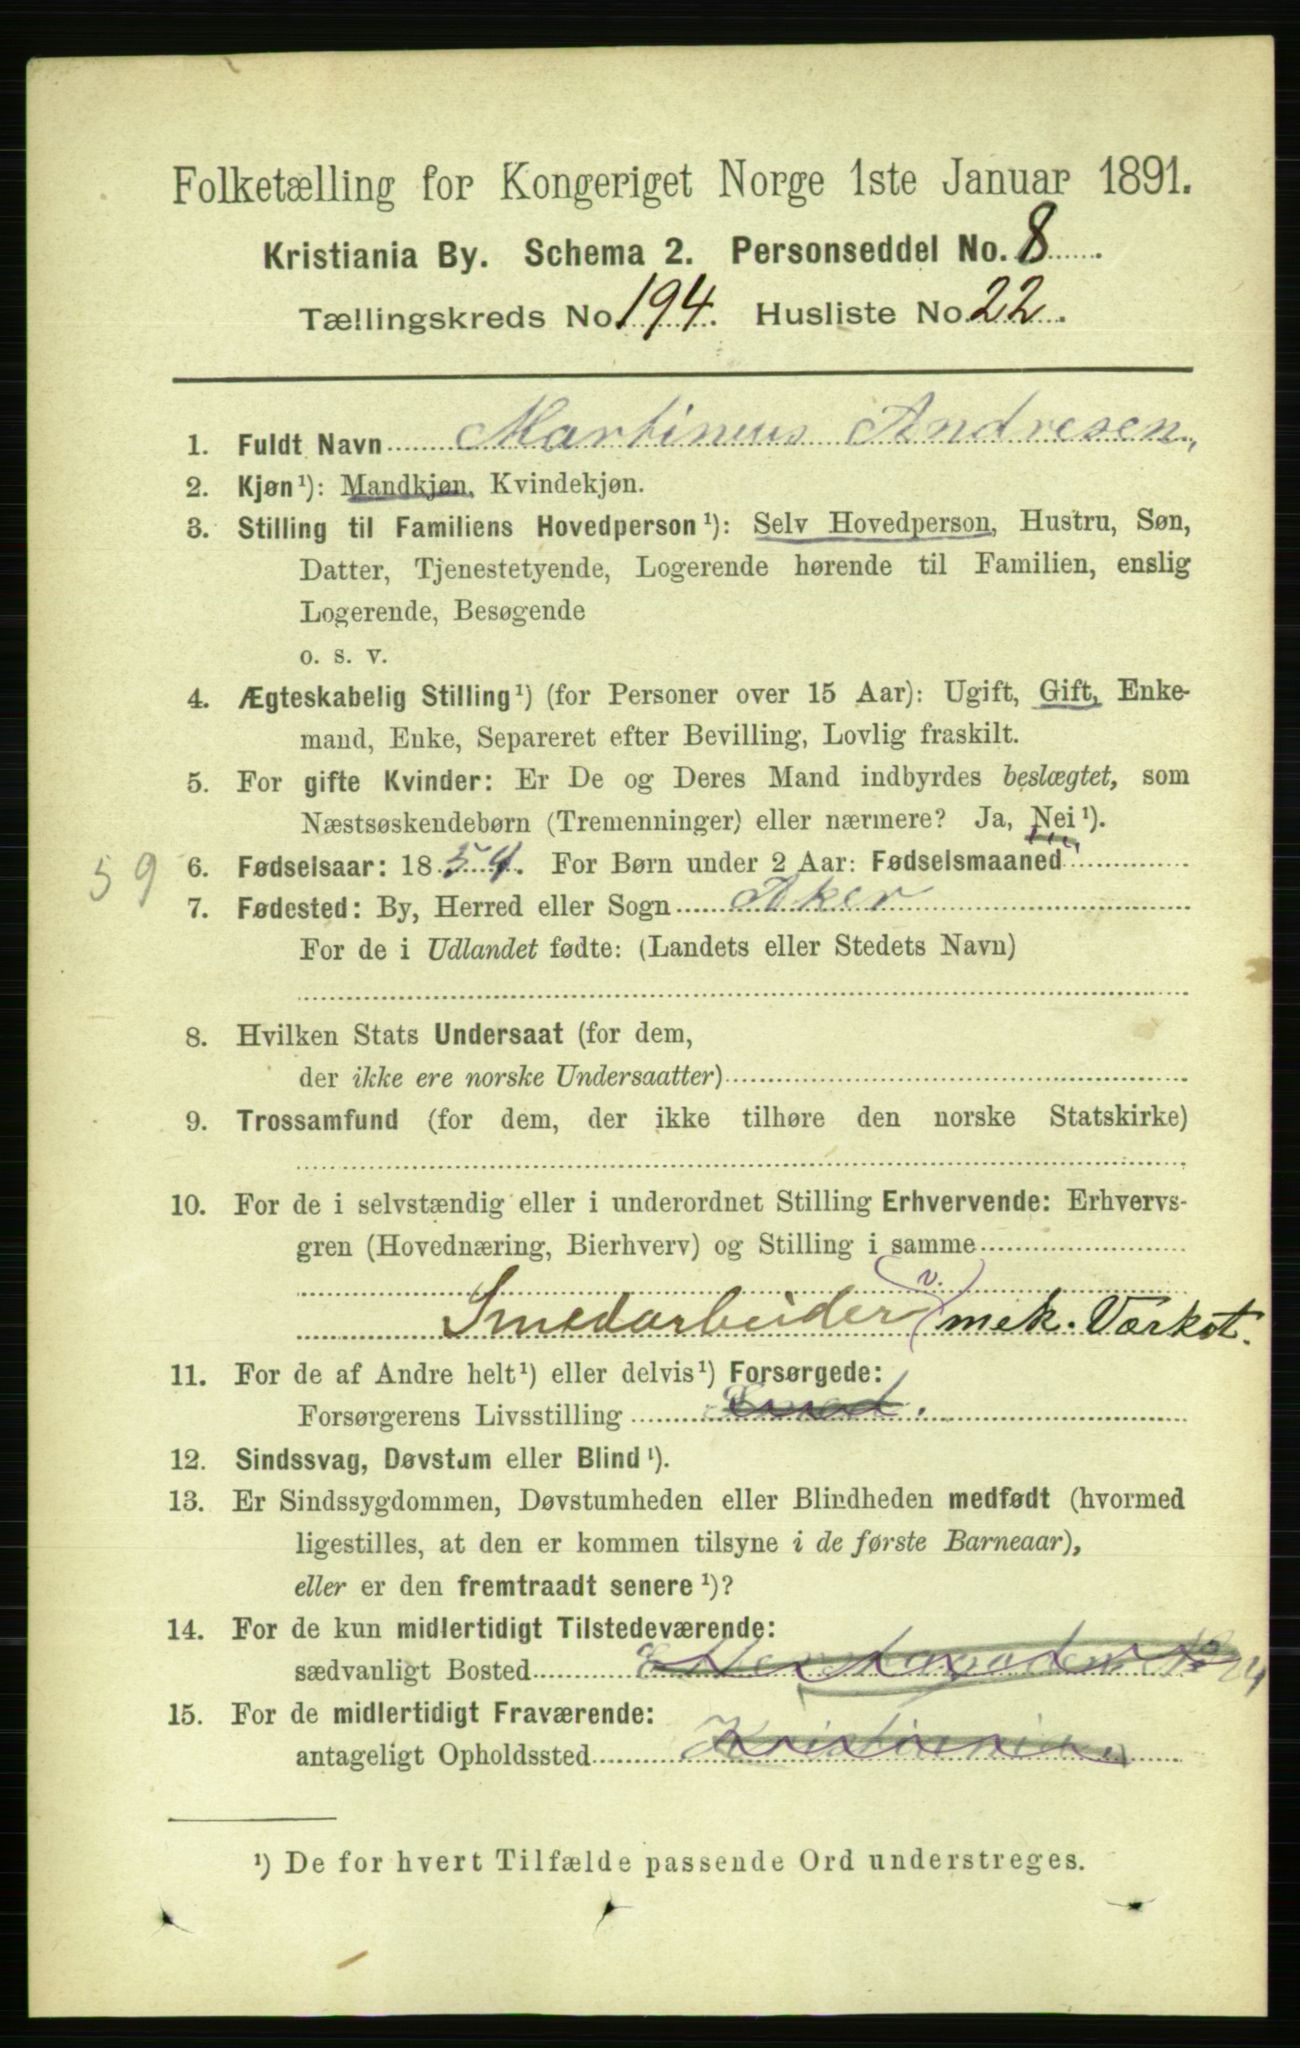 Folketælling for Kongeriget Norge 1ste Januar 1891.
Kristiania By. Schema 2. Personseddel No. 8
Tællingskreds No. 194. Husliste No. 22.
1. Fuldt Navn Martinius Andresen,
2. Kjøn¹): Mandkjøn, Kvindekjøn.
3. Stilling til Familiens Hovedperson¹): Selv Hovedperson, Hustru, Søn,
Datter, Tjenestetyende, Logerende hørende til Familien, enslig
Logerende, Besøgende
o. s. v.
4. Ægteskabelig Stilling¹) (for Personer over 15 Aar): Ugift, Gift, Enke-
mand, Enke, Separeret efter Bevilling, Lovlig fraskilt.
5. For gifte Kvinder: Er De og Deres Mand indbyrdes beslægtet, som
Næstsøskendebørn (Tremenninger) eller nærmere? Ja, Nei¹).
59 6. Fødselsaar: 1854. For Børn under 2 Aar: Fødselsmaaned
7. Fødested: By, Herred eller Sogn Aker
For de i Udlandet fødte: (Landets eller Stedets Navn)
8. Hvilken Stats Undersaat (for dem,
der ikke ere norske Undersaatter)
9. Trossamfund (for dem, der ikke tilhøre den norske Statskirke)
10. For de i selvstændig eller i underordnet Stilling Erhvervende: Erhvervs-
gren (Hovednæring, Bierhverv) og Stilling i samme
Smedarbeider v. mek. Værkst.
11. For de af Andre helt¹) eller delvis¹) Forsørgede:
Forsørgerens Livsstilling
12. Sindssvag, Døvstum eller Blind¹).
13. Er Sindssygdommen, Døvstumheden eller Blindheden medfødt (hvormed
ligestilles, at den er kommen tilsyne i de første Barneaar),
eller er den fremtraadt senere¹)?
14. For de kun midlertidigt Tilstedeværende:
sædvanligt Bosted
15. For de midlertidigt Fraværende:
antageligt Opholdssted Kristiania
¹) De for hvert Tilfælde passende Ord understreges.